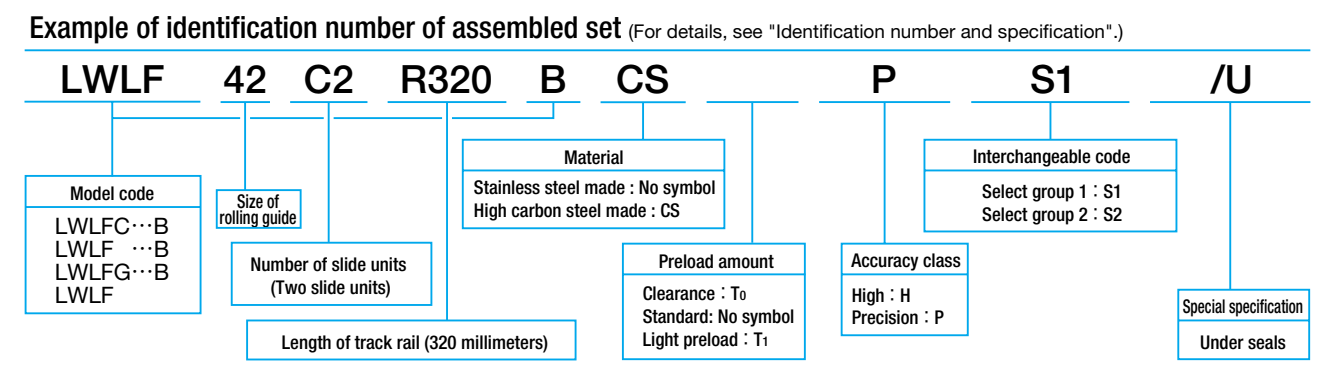 Example of identification number of assembled set (For details, see "Identification number and specification".)
LWLF 42 C2 R320 B CS P S1 /U
Model code
LWLFC···B
LWLF ···B
LWLFG···B
LWLF
Size of
rolling guide
Number of slide units
(Two slide units)
Length of track rail (320 millimeters)
Material
Stainless steel made : No symbol
High carbon steel made : CS
Preload amount
Clearance : T₀
Standard: No symbol
Light preload : T₁
Accuracy class
High : H
Precision : P
Interchangeable code
Select group 1 : S1
Select group 2 : S2
Special specification
Under seals